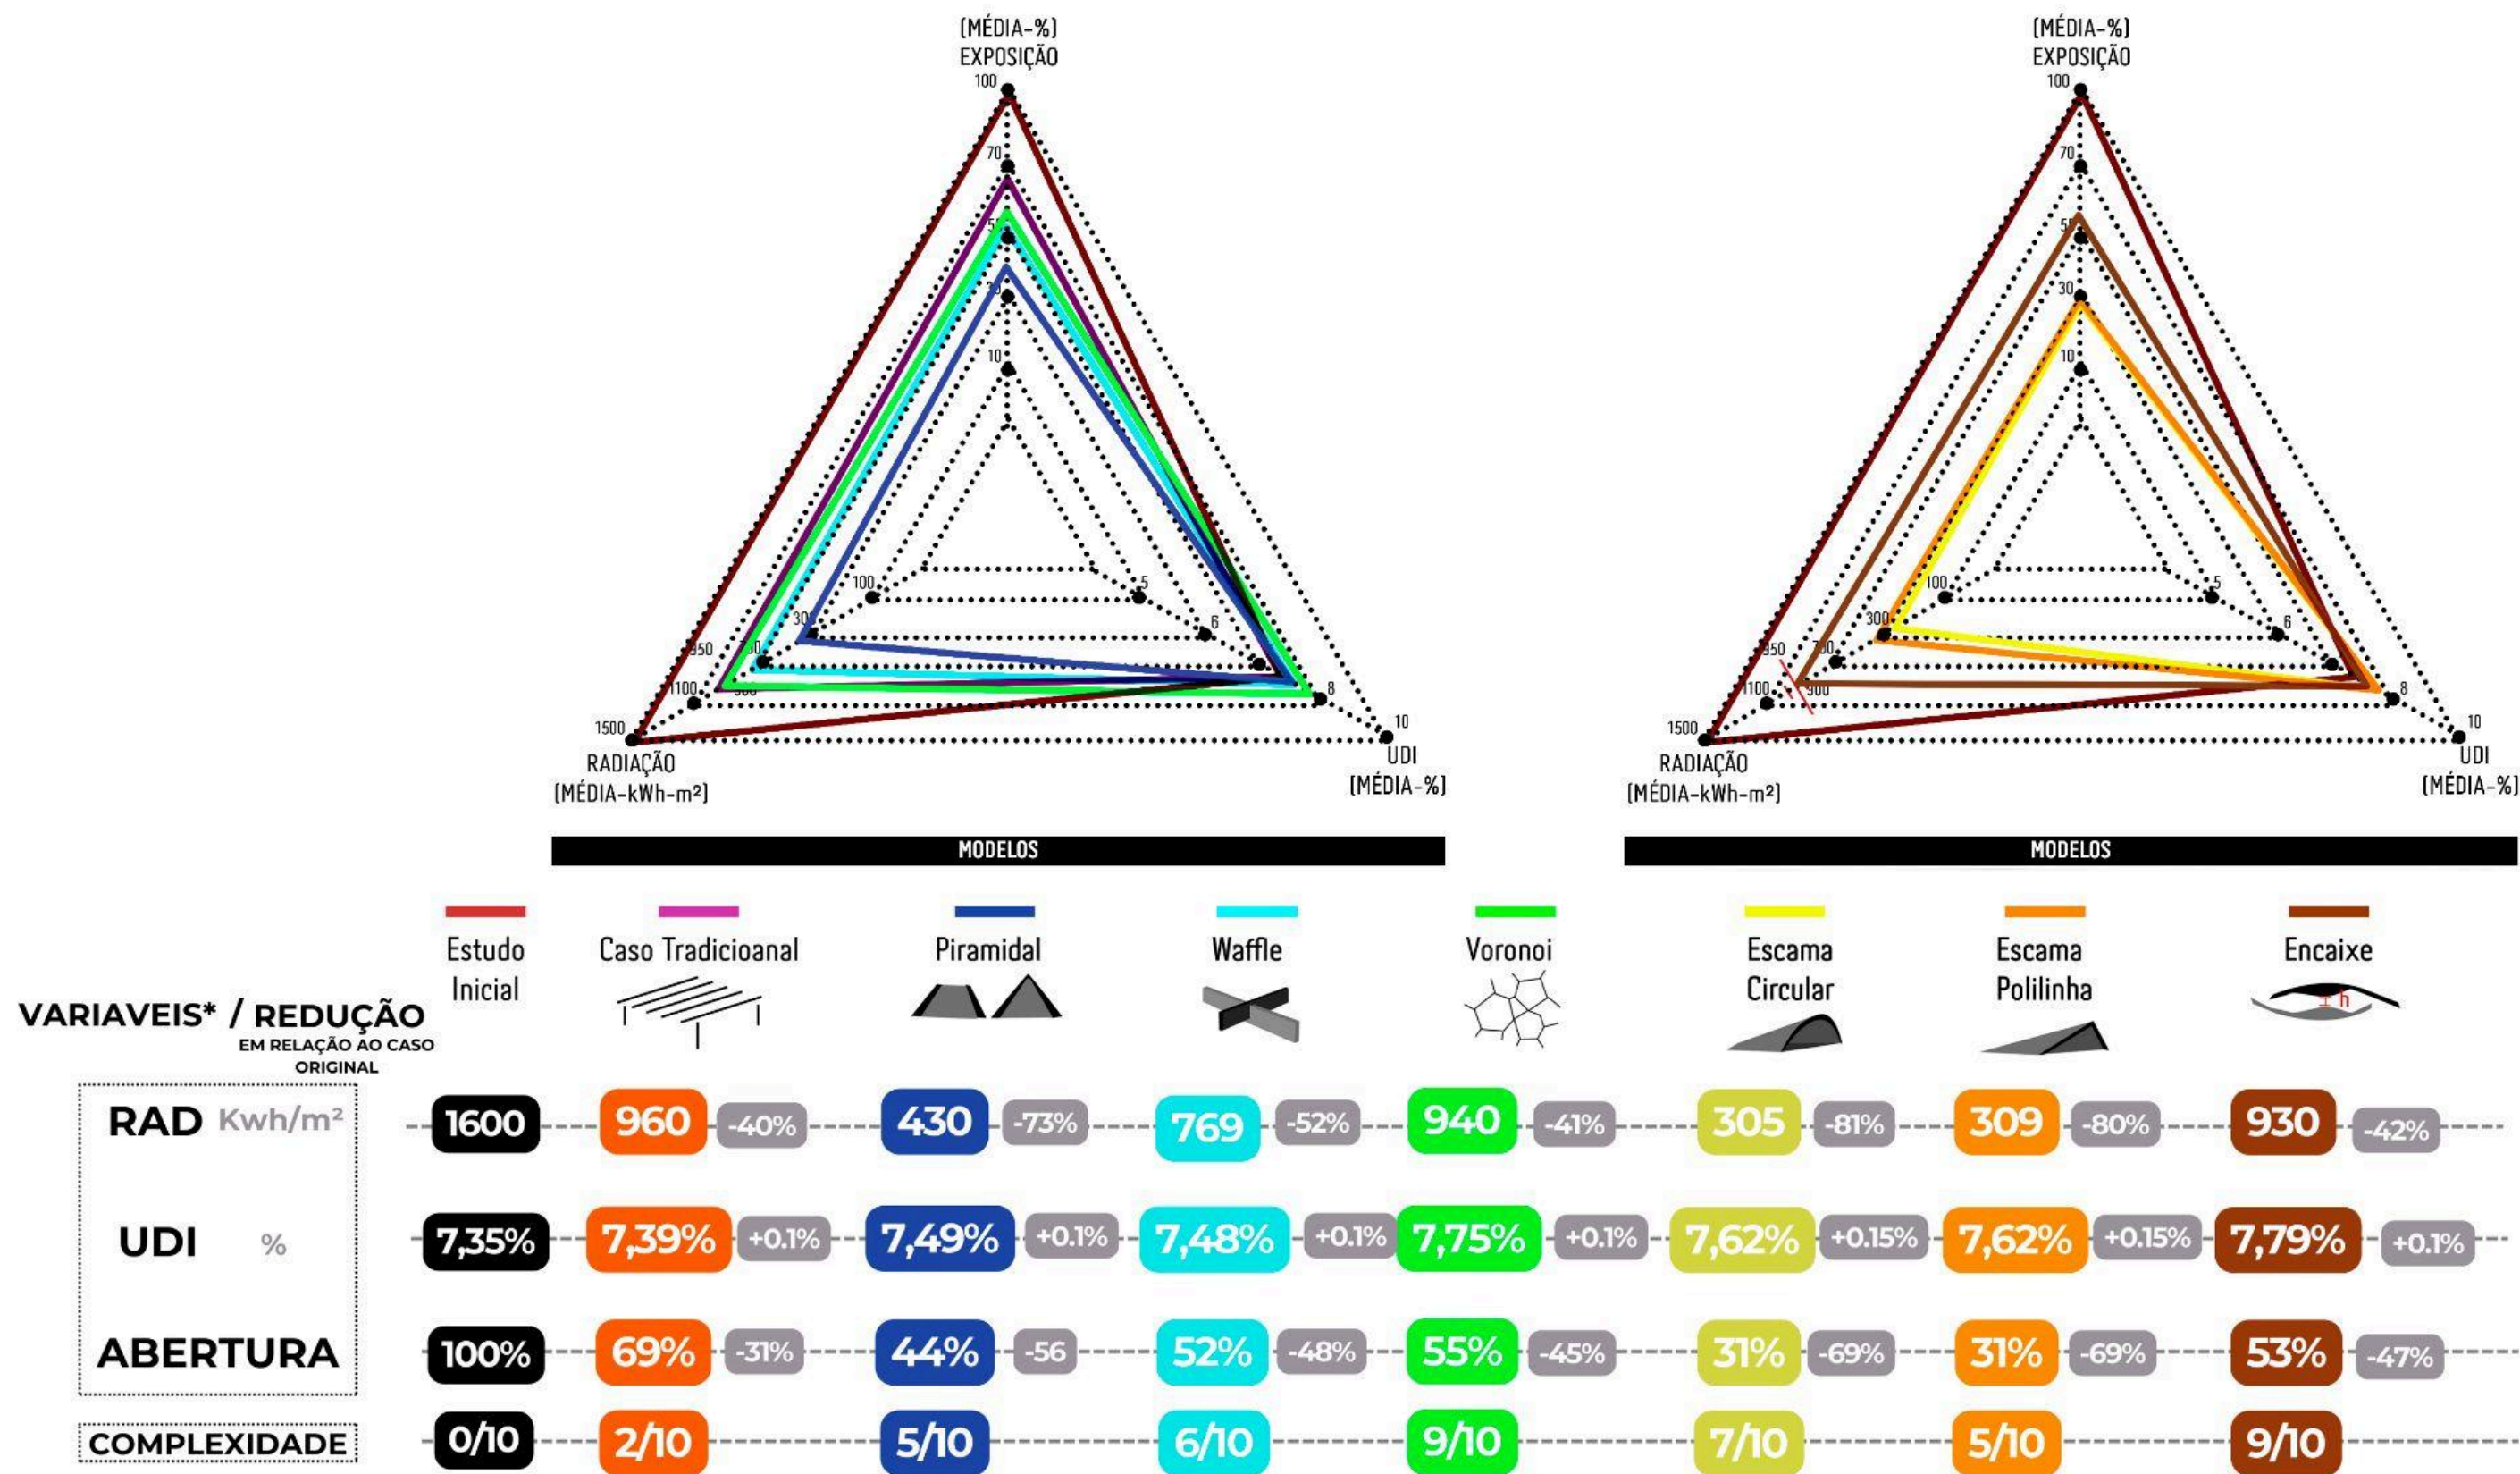 (MÉDIA-%)
EXPOSIÇÃO
100
70
55
30
10
100
300
700
950
900
1100
1500
5
6
8
10
RADIAÇÃO
(MÉDIA-kWh-m²)
UDI
(MÉDIA-%)
(MÉDIA-%)
EXPOSIÇÃO
100
70
30
10
100
300
950
900
1100
1500
5
6
8
10
RADIAÇÃO
(MÉDIA-kWh-m²)
UDI
(MÉDIA-%)
MODELOS
MODELOS
Estudo
Inicial
Caso Tradicioanal
Piramidal
Waffle
Voronoi
Escama
Circular
Escama
Polilinha
Encaixe
h
VARIAVEIS* / REDUÇÃO
EM RELAÇÃO AO CASO
ORIGINAL
RAD Kwh/m² 1600 960 -40% 430 -73% 769 -52% 940 -41% 305 -81% 309 -80% 930 -42%
UDI % 7,35% 7,39% +0.1% 7,49% +0.1% 7,48% +0.1% 7,75% +0.1% 7,62% +0.15% 7,62% +0.15% 7,79% +0.1%
ABERTURA 100% 69% -31% 44% -56 52% -48% 55% -45% 31% -69% 31% -69% 53% -47%
COMPLEXIDADE 0/10 2/10 5/10 6/10 9/10 7/10 5/10 9/10